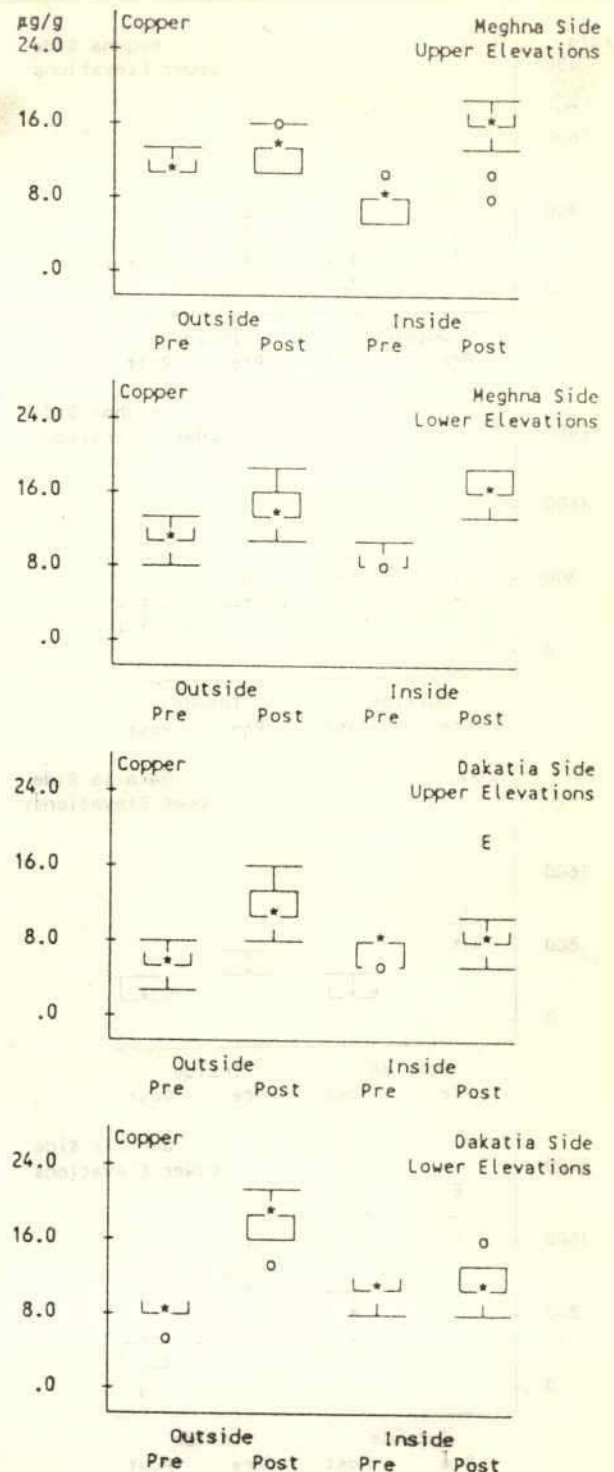 µg/g
Copper Meghna Side
24.0 Upper Elevations
16.0
8.0
.0
Outside Inside
Pre Post Pre Post
Copper Meghna Side
24.0 Lower Elevations
16.0
8.0
.0
Outside Inside
Pre Post Pre Post
Copper Dakatia Side
24.0 Upper Elevations
E
16.0
8.0
.0
Outside Inside
Pre Post Pre Post
Copper Dakatia Side
24.0 Lower Elevations
16.0
8.0
.0
Outside Inside
Pre Post Pre Post